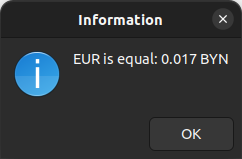 Information
EUR is equal: 0.017 BYN
OK